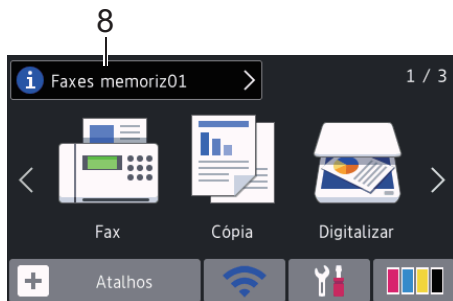 8
Faxes memoriz01
1 / 3
Fax Cópia Digitalizar
Atalhos